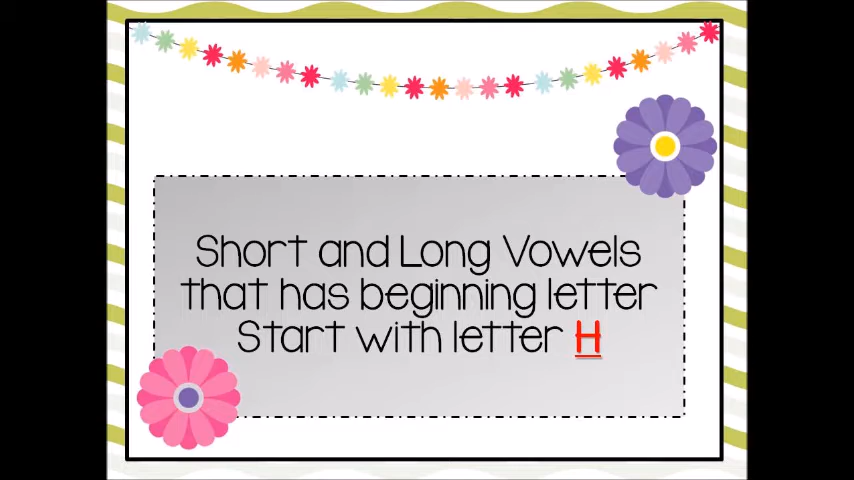 Short and Long Vowels
that has beginning letter
Start with letter H